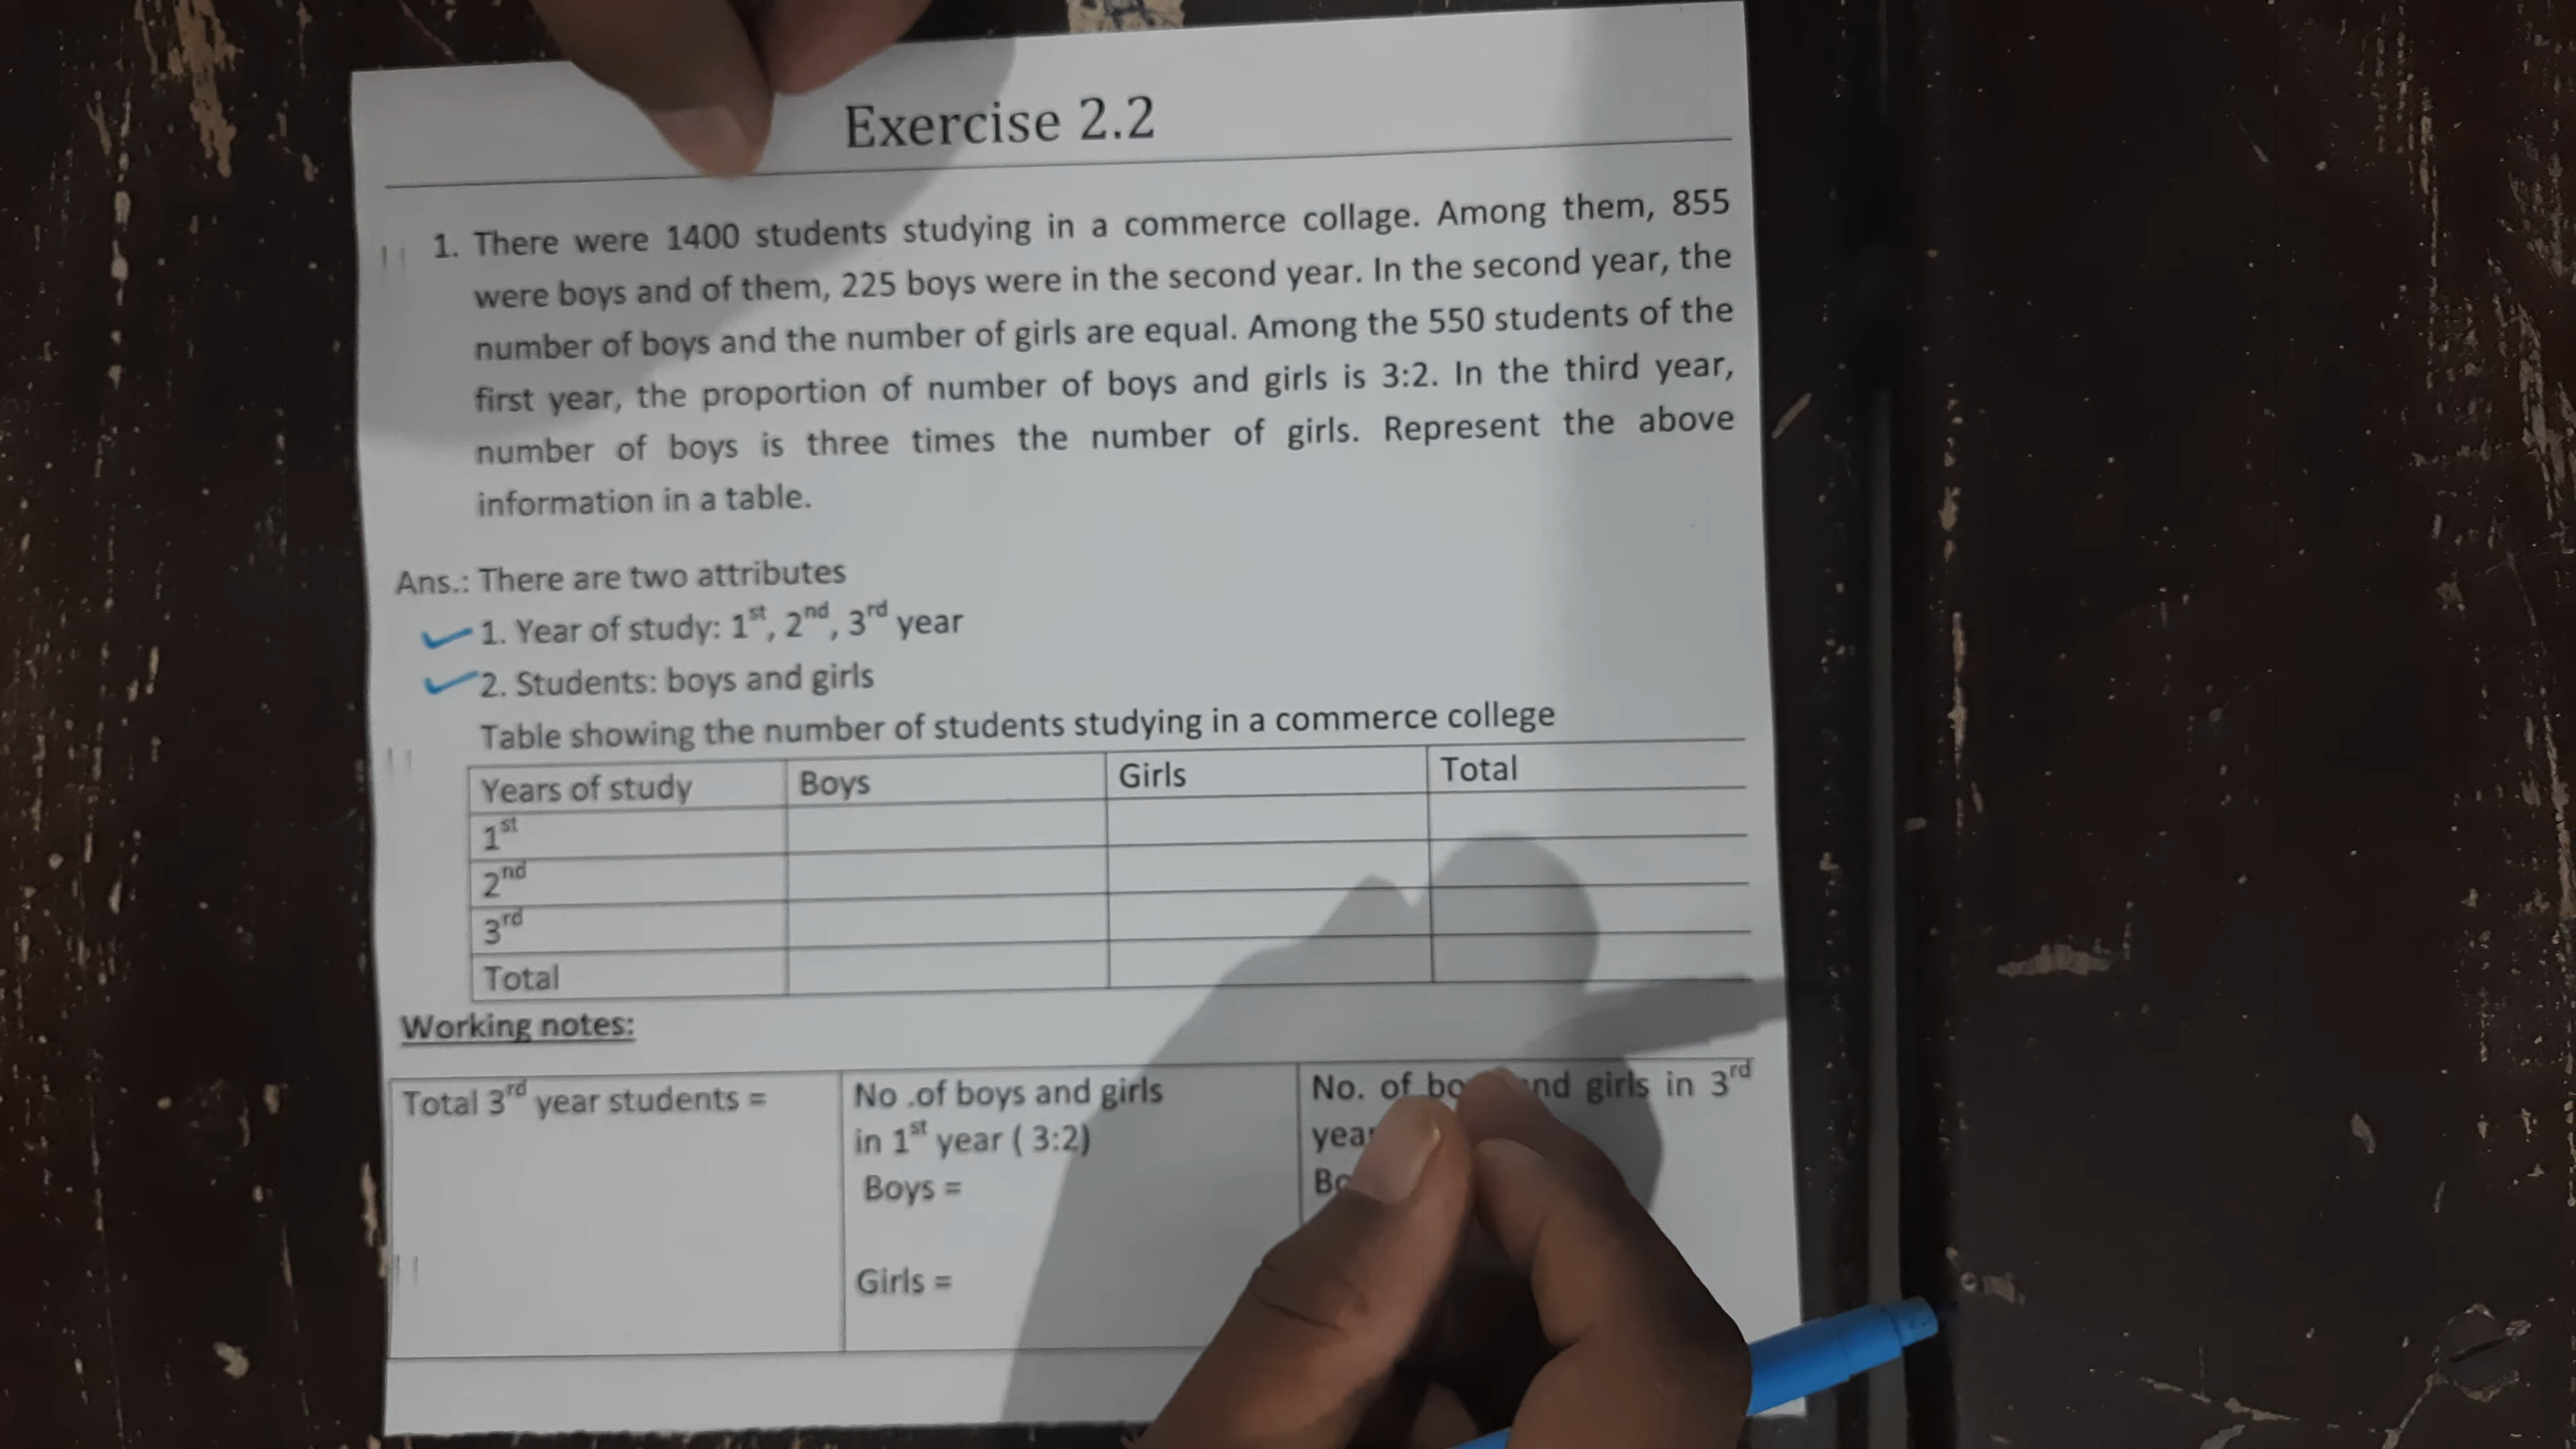 Exercise 2.2
1. There were 1400 students studying in a commerce collage. Among them, 855
were boys and of them, 225 boys were in the second year. In the second year, the
number of boys and the number of girls are equal. Among the 550 students of the
first year, the proportion of number of boys and girls is 3:2. In the third year,
number of boys is three times the number of girls. Represent the above
information in a table.
Ans.: There are two attributes
1. Year of study: 1st, 2nd, 3rd year
2. Students: boys and girls
Table showing the number of students studying in a commerce college
Years of study Boys Girls Total
1st
2nd
3rd
Total
Working notes:
Total 3rd year students =
No .of boys and girls
in 1st year ( 3:2)
Boys =
Girls =
No. of and girls in 3rd